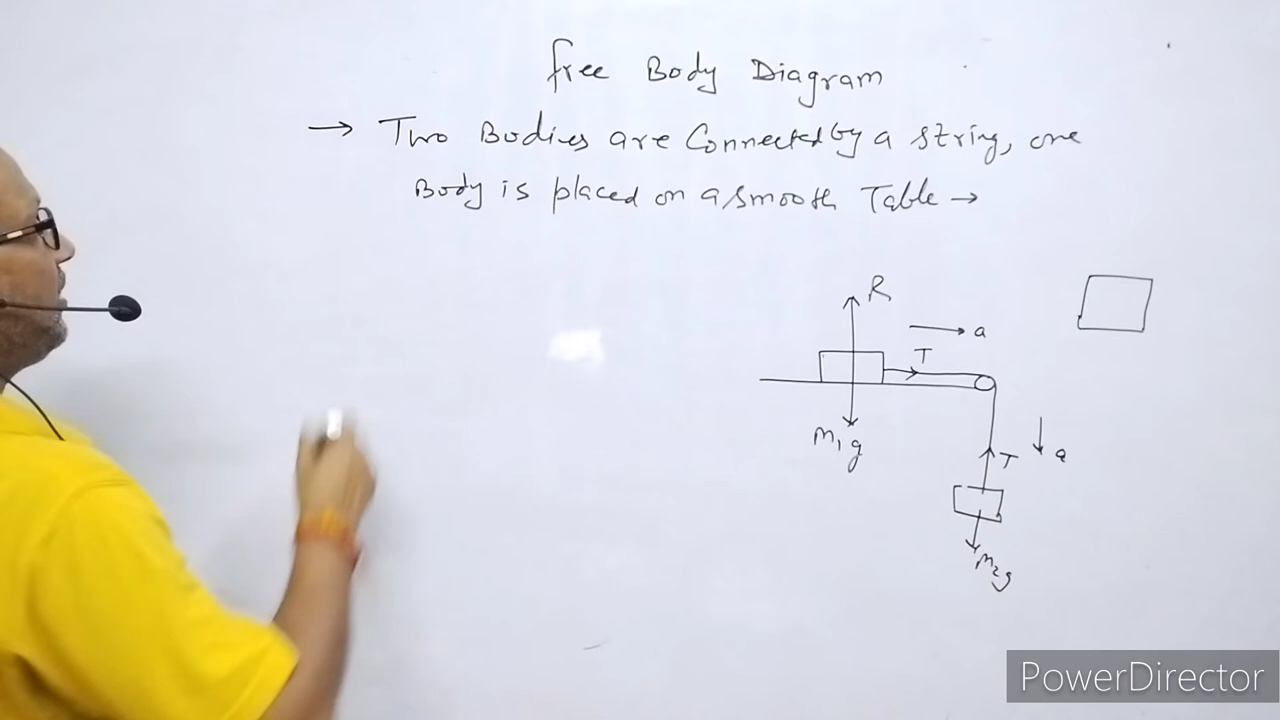 free Body Diagram
→ Two Bodies are Connected by a string, one
Body is placed on a smooth Table →
R
→ a
T
M₁g
T
↓ a
M₂g
PowerDirector